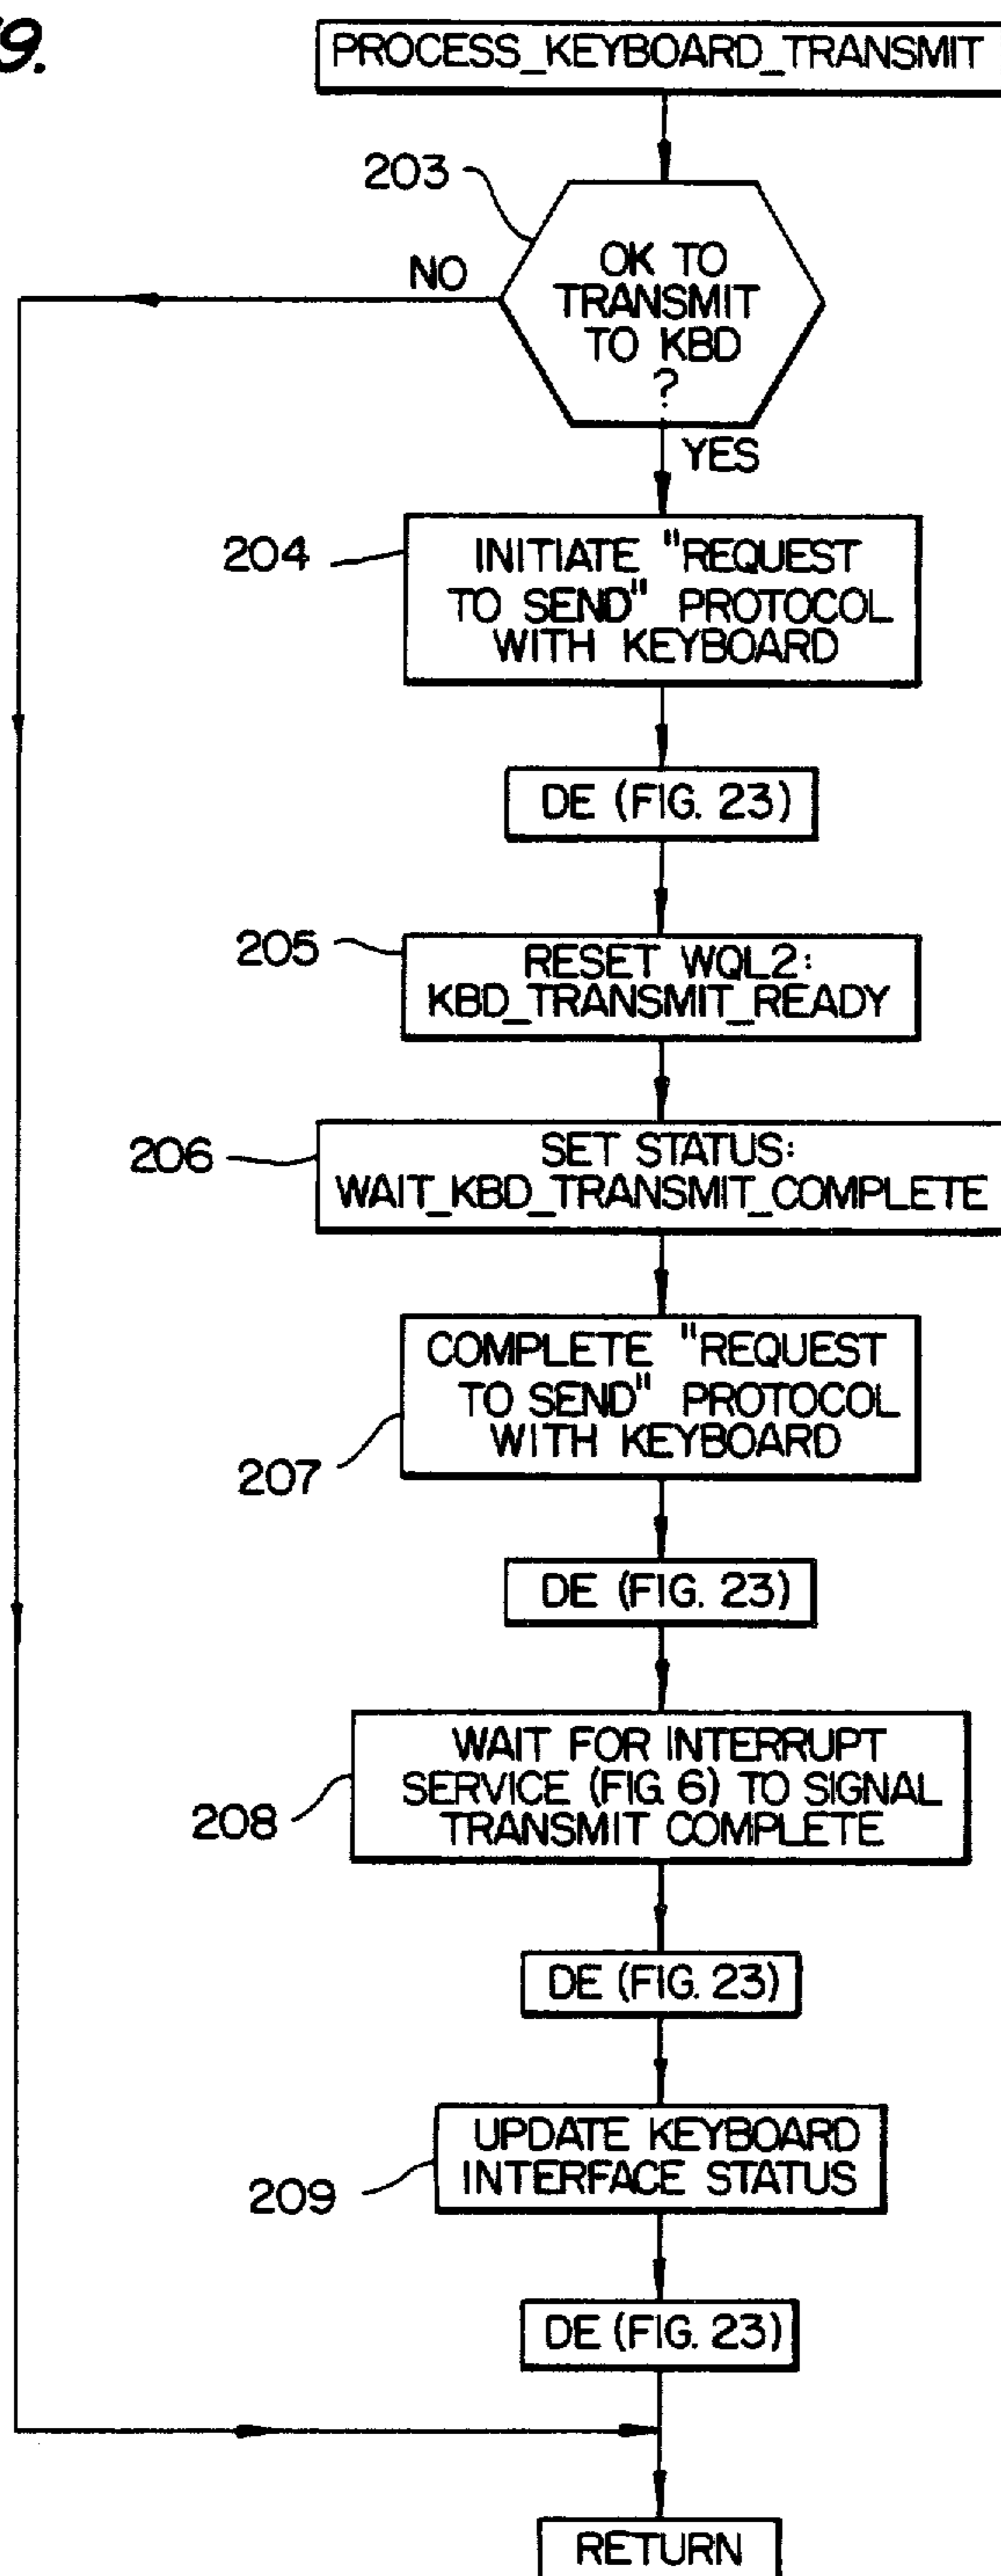 9.
PROCESS_KEYBOARD_TRANSMIT
203
OK TO
TRANSMIT
TO KBD
?
NO
YES
204
INITIATE "REQUEST
TO SEND" PROTOCOL
WITH KEYBOARD
DE (FIG. 23)
205
RESET WQL2:
KBD_TRANSMIT_READY
206
SET STATUS:
WAIT_KBD_TRANSMIT_COMPLETE
COMPLETE "REQUEST
TO SEND" PROTOCOL
WITH KEYBOARD
207
DE (FIG. 23)
WAIT FOR INTERRUPT
SERVICE (FIG. 6) TO SIGNAL
TRANSMIT COMPLETE
208
DE (FIG. 23)
UPDATE KEYBOARD
INTERFACE STATUS
209
DE (FIG. 23)
RETURN